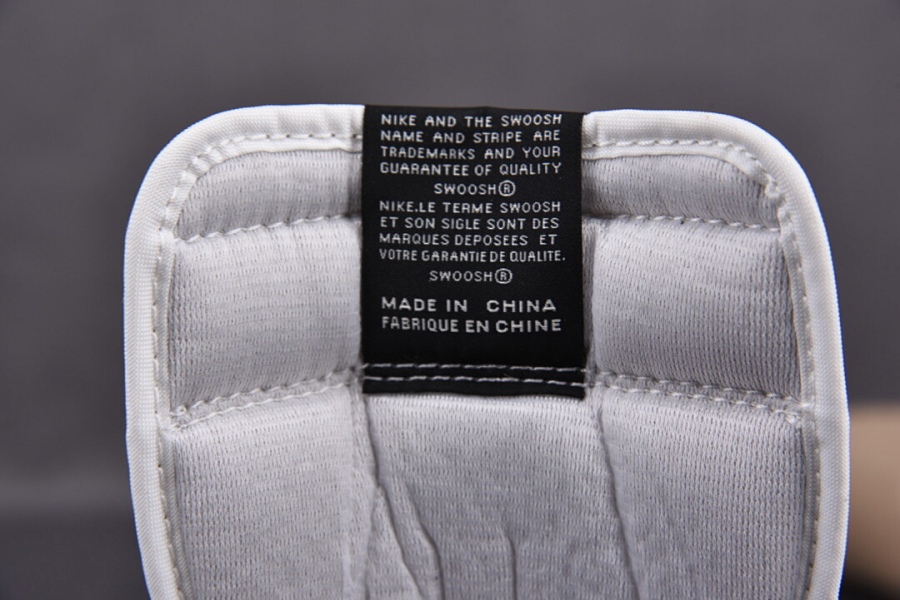 NIKE AND THE SWOOSH
NAME AND STRIPE ARE
TRADEMARKS AND YOUR
GUARANTEE OF QUALITY
SWOOSH®
NIKE.LE TERME SWOOSH
ET SON SIGLE SONT DES
MARQUES DEPOSEES ET
VOTRE GARANTIE DE QUALITE.
SWOOSH®
MADE IN CHINA
FABRIQUE EN CHINE